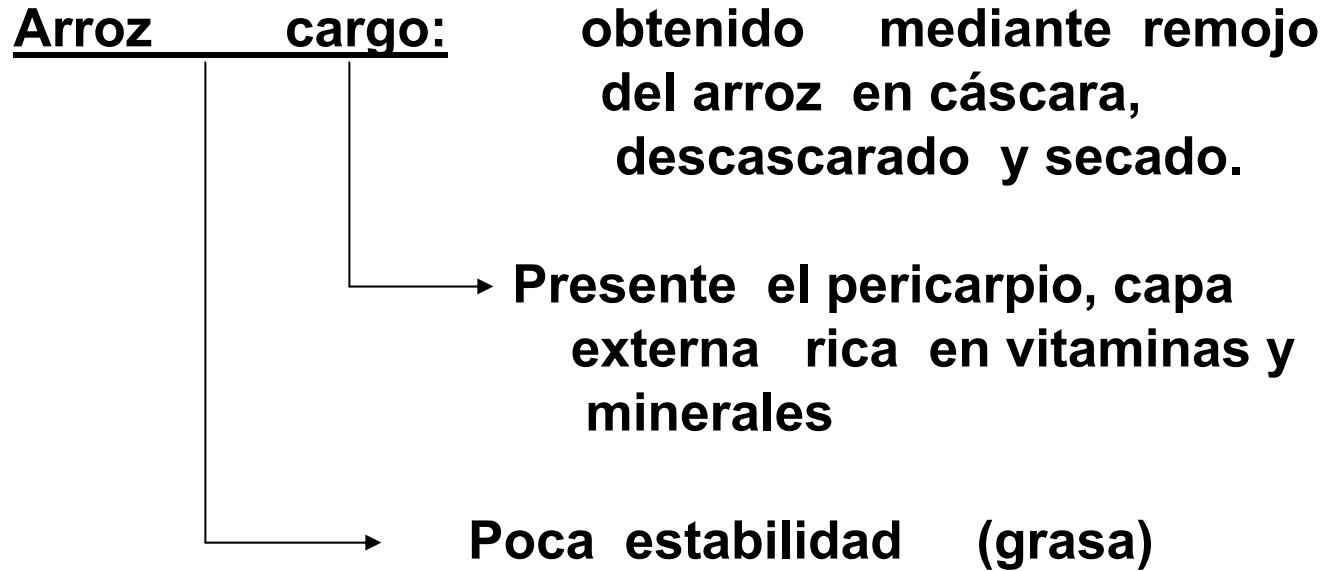 Arroz cargo: obtenido mediante remojo
del arroz en cáscara,
descascarado y secado.
Presente el pericarpio, capa
externa rica en vitaminas y
minerales
Poca estabilidad (grasa)